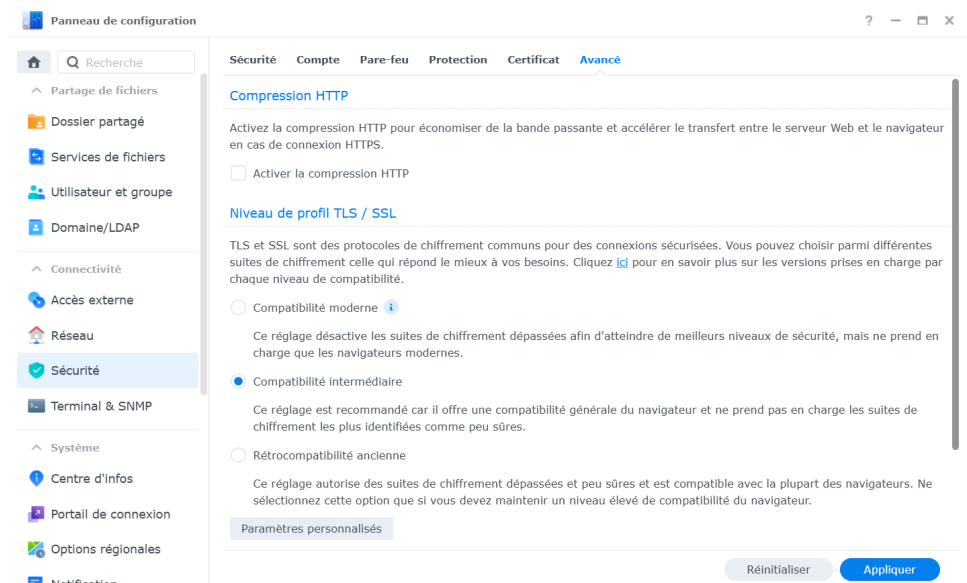 Panneau de configuration
Recherche
Partage de fichiers
Dossier partagé
Services de fichiers
Utilisateur et groupe
Domaine/LDAP
Connectivité
Accès externe
Réseau
Sécurité
Terminal & SNMP
Système
Centre d'infos
Portail de connexion
Options régionales
Notification
Sécurité Compte Pare-feu Protection Certificat Avancé
Compression HTTP
Activez la compression HTTP pour économiser de la bande passante et accélérer le transfert entre le serveur Web et le navigateur
en cas de connexion HTTPS.
Activer la compression HTTP
Niveau de profil TLS / SSL
TLS et SSL sont des protocoles de chiffrement communs pour des connexions sécurisées. Vous pouvez choisir parmi différentes
suites de chiffrement celle qui répond le mieux à vos besoins. Cliquez ici pour en savoir plus sur les versions prises en charge par
chaque niveau de compatibilité.
Compatibilité moderne
Ce réglage désactive les suites de chiffrement dépassées afin d'atteindre de meilleurs niveaux de sécurité, mais ne prend en
charge que les navigateurs modernes.
Compatibilité intermédiaire
Ce réglage est recommandé car il offre une compatibilité générale du navigateur et ne prend pas en charge les suites de
chiffrement les plus identifiées comme peu sûres.
Rétrocompatibilité ancienne
Ce réglage autorise des suites de chiffrement dépassées et peu sûres et est compatible avec la plupart des navigateurs. Ne
sélectionnez cette option que si vous devez maintenir un niveau élevé de compatibilité du navigateur.
Paramètres personnalisés
Réinitialiser
Appliquer